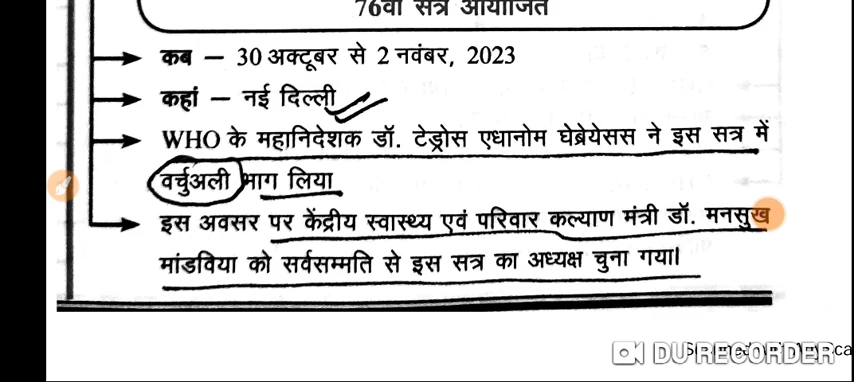 76वां सत्र आयोजित
कब — 30 अक्टूबर से 2 नवंबर, 2023
कहां — नई दिल्ली
WHO के महानिदेशक डॉ. टेड्रोस एधानोम घेब्रेयेसस ने इस सत्र में
वर्चुअली भाग लिया
इस अवसर पर केंद्रीय स्वास्थ्य एवं परिवार कल्याण मंत्री डॉ. मनसुख
मांडविया को सर्वसम्मति से इस सत्र का अध्यक्ष चुना गया।
DU RECORDER